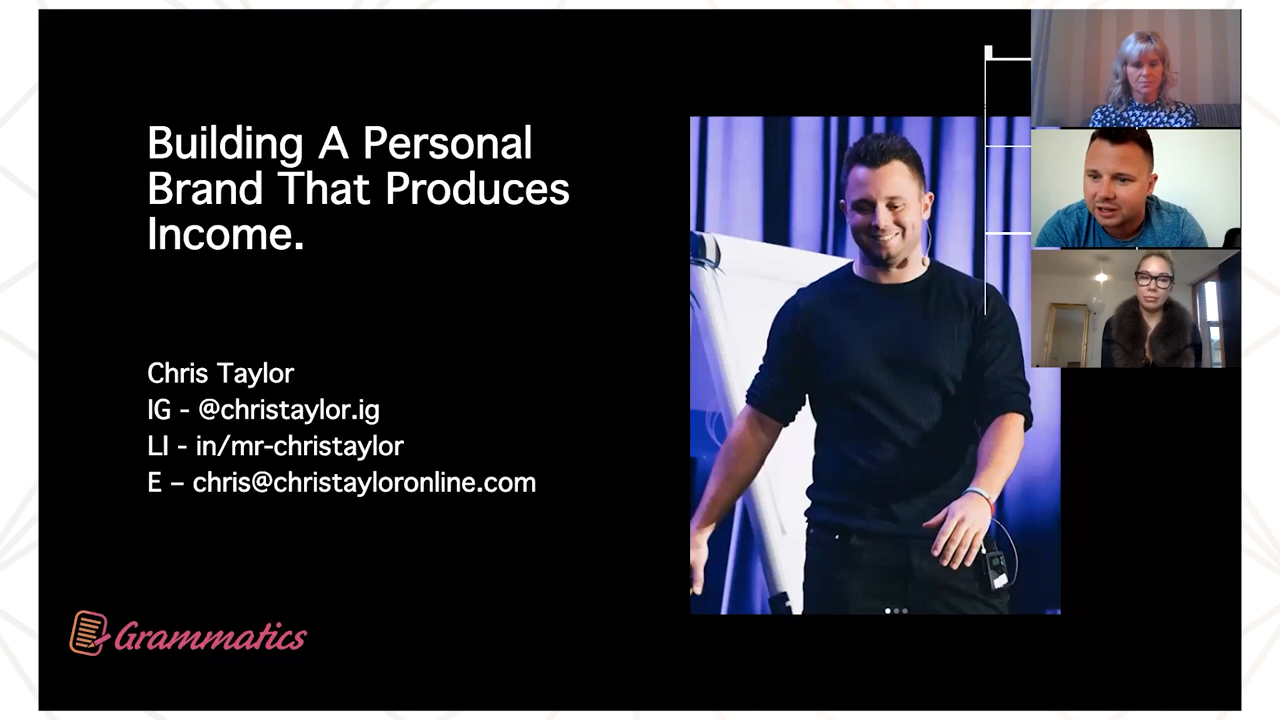 Building A Personal
Brand That Produces
Income.
Chris Taylor
IG - @christaylor.ig
LI - in/mr-christaylor
E – chris@christayloronline.com
Grammatics